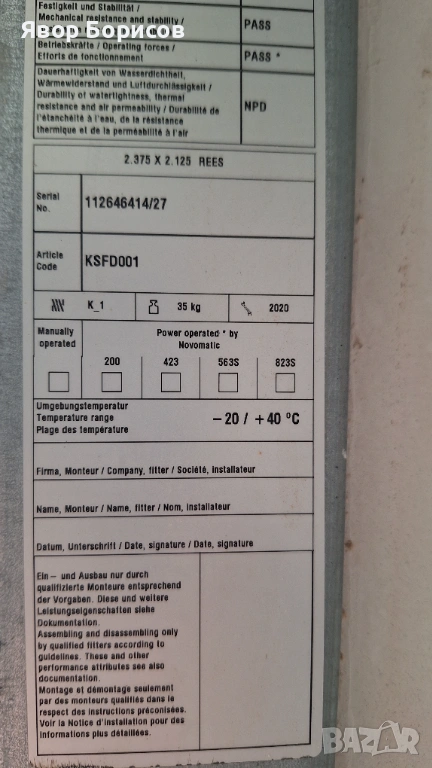 Явор Борисов
Festigkeit und Stabilität /
Mechanical resistance and stability /
PASS
Betriebskräfte / Operating forces /
Efforts de fonctionnement
PASS *
Dauerhaftigkeit von Wasserdichtheit,
Wärmewiderstand und Luftdurchlässigkeit /
Durability of watertightness, thermal
resistance and air permeability / Durabilité de
l'étanchéité à l'eau, de la résistance
thermique et de la perméabilité à l'air
NPD
2.375 X 2.125 REES
Serial
No.
112646414/27
Article
Code
KSFD001
K_1
35 kg
2020
Manually
operated
Power operated * by
Novomatic
200 423 563S 823S
Umgebungstemperatur
Temperature range
Plage des température
-20 / +40 °C
Firma, Monteur / Company, fitter / Société, installateur
Name, Monteur / Name, fitter / Nom, installateur
Datum, Unterschrift / Date, signature / Date, signature
Ein – und Ausbau nur durch
qualifizierte Monteure entsprechend
der Vorgaben. Diese und weitere
Leistungseigenschaften siehe
Dokumentation.
Assembling and disassembling only
by qualified fitters according to
guidelines. These and other
performance attributes see also
documentation.
Montage et démontage seulement
par des monteurs qualifiés dans le
respect des instructions préconisées.
Voir la Notice d'installation pour des
informations plus détaillées.
BAZAR